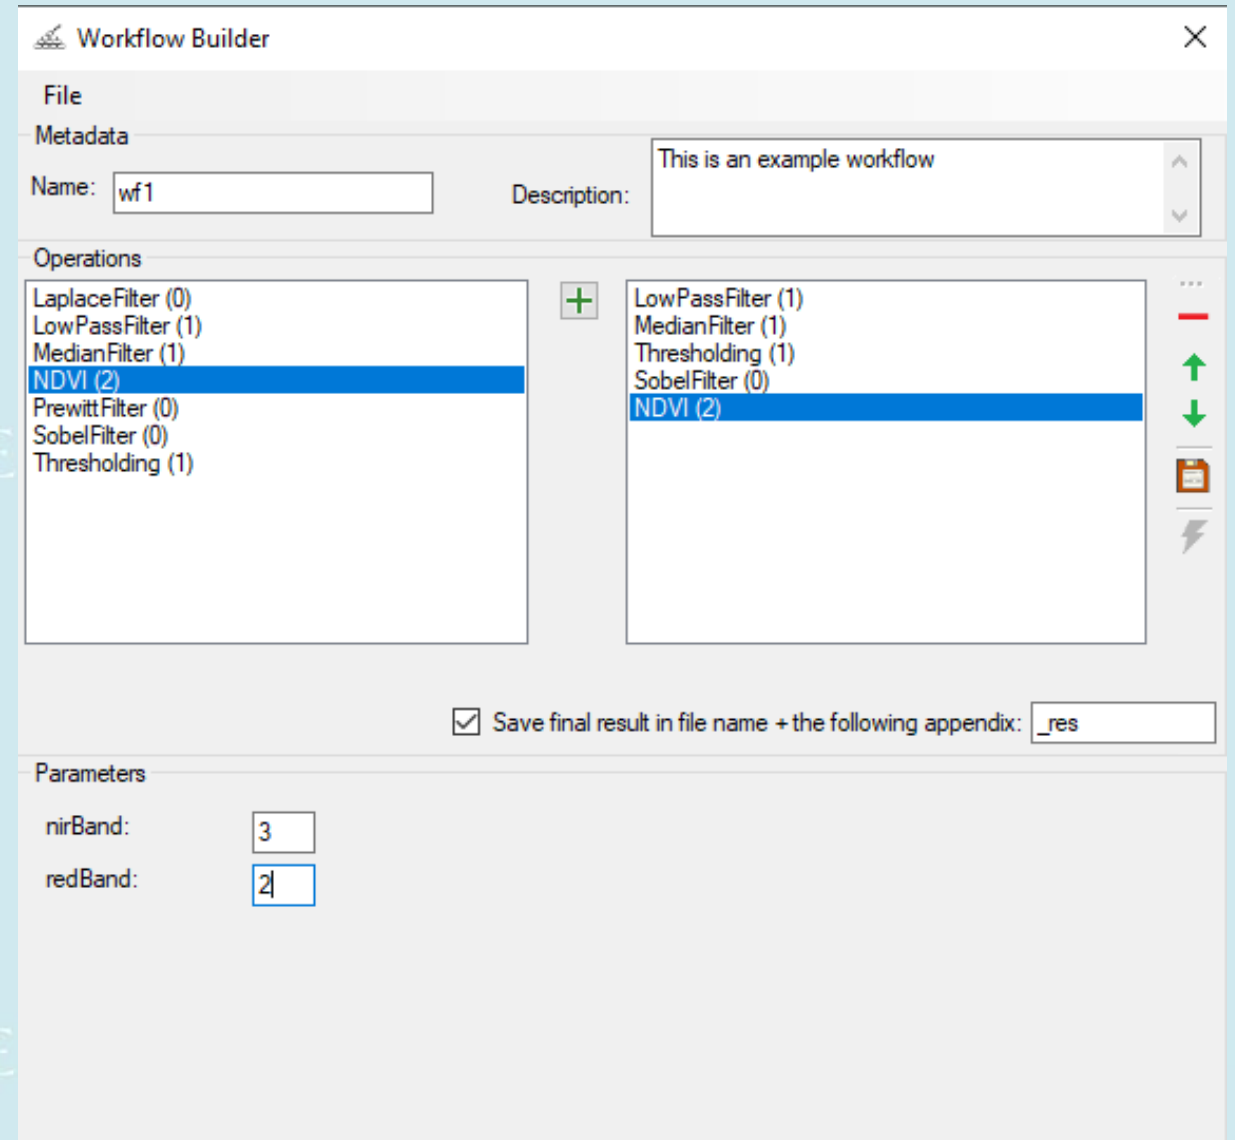 Workflow Builder
File
Metadata
Name: wf1
Description: This is an example workflow
Operations
LaplaceFilter (0)
LowPassFilter (1)
MedianFilter (1)
NDVI (2)
PrewittFilter (0)
SobelFilter (0)
Thresholding (1)
LowPassFilter (1)
MedianFilter (1)
Thresholding (1)
SobelFilter (0)
NDVI (2)
Save final result in file name + the following appendix: _res
Parameters
nirBand: 3
redBand: 2